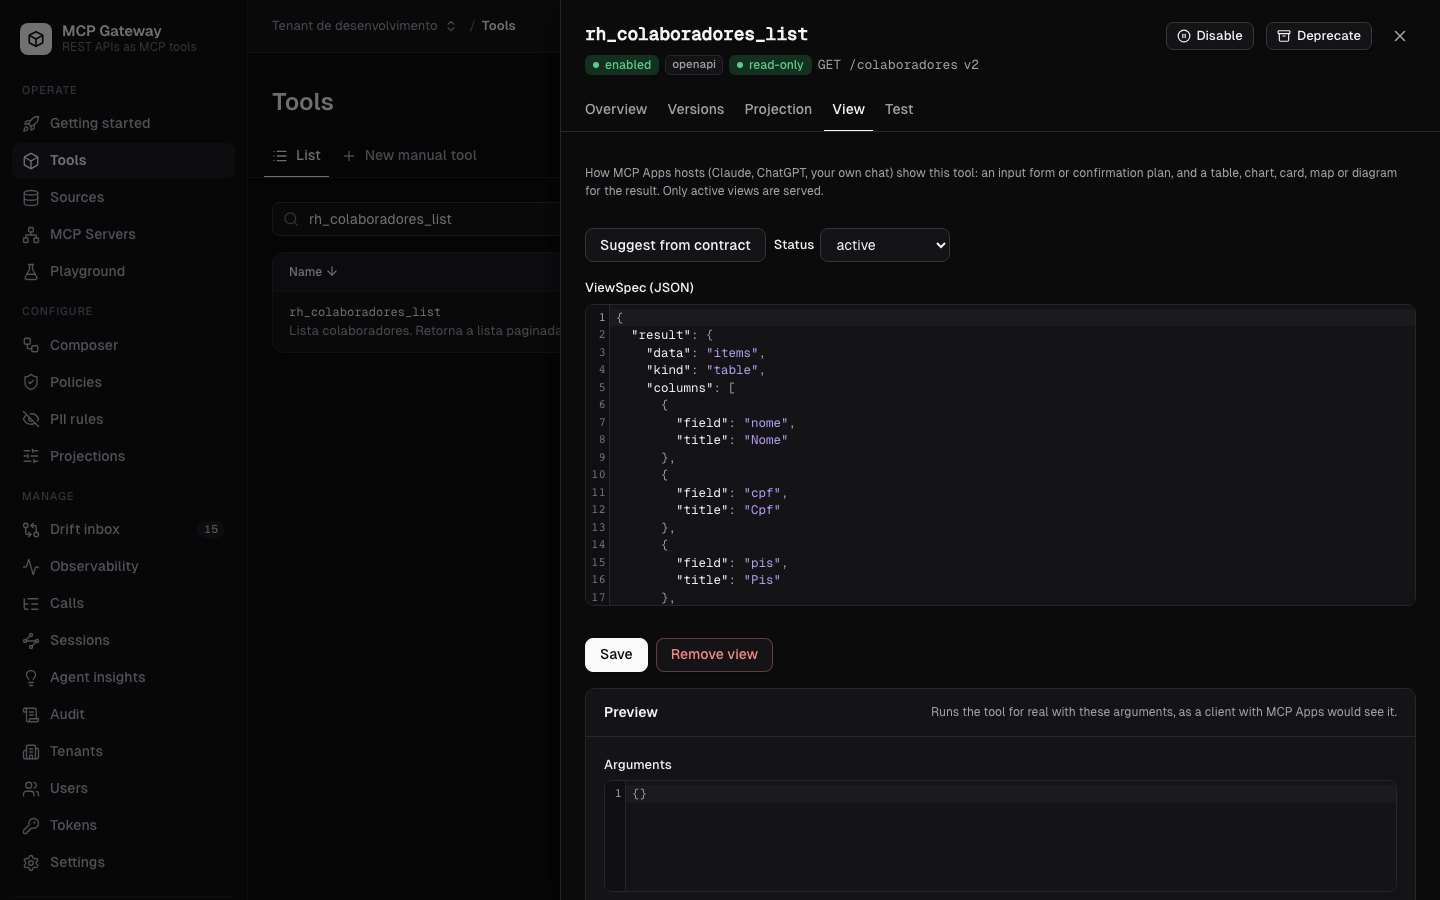 MCP Gateway
REST APIs as MCP tools
OPERATE
Getting started
Tools
Sources
MCP Servers
Playground
CONFIGURE
Composer
Policies
PII rules
Projections
MANAGE
Drift inbox 15
Observability
Calls
Sessions
Agent insights
Audit
Tenants
Users
Tokens
Settings
Tenant de desenvolvimento / Tools
Tools
List New manual tool
rh_colaboradores_list
Name
rh_colaboradores_list
Lista colaboradores. Retorna a lista paginada
rh_colaboradores_list
Disable Deprecate
enabled openapi read-only GET /colaboradores v2
Overview Versions Projection View Test
How MCP Apps hosts (Claude, ChatGPT, your own chat) show this tool: an input form or confirmation plan, and a table, chart, card, map or diagram
for the result. Only active views are served.
Suggest from contract Status active
ViewSpec (JSON)
1 {
2 "result": {
3 "data": "items",
4 "kind": "table",
5 "columns": [
6 {
7 "field": "nome",
8 "title": "Nome"
9 },
10 {
11 "field": "cpf",
12 "title": "Cpf"
13 },
14 {
15 "field": "pis",
16 "title": "Pis"
17 },
Save Remove view
Preview Runs the tool for real with these arguments, as a client with MCP Apps would see it.
Arguments
1 {}